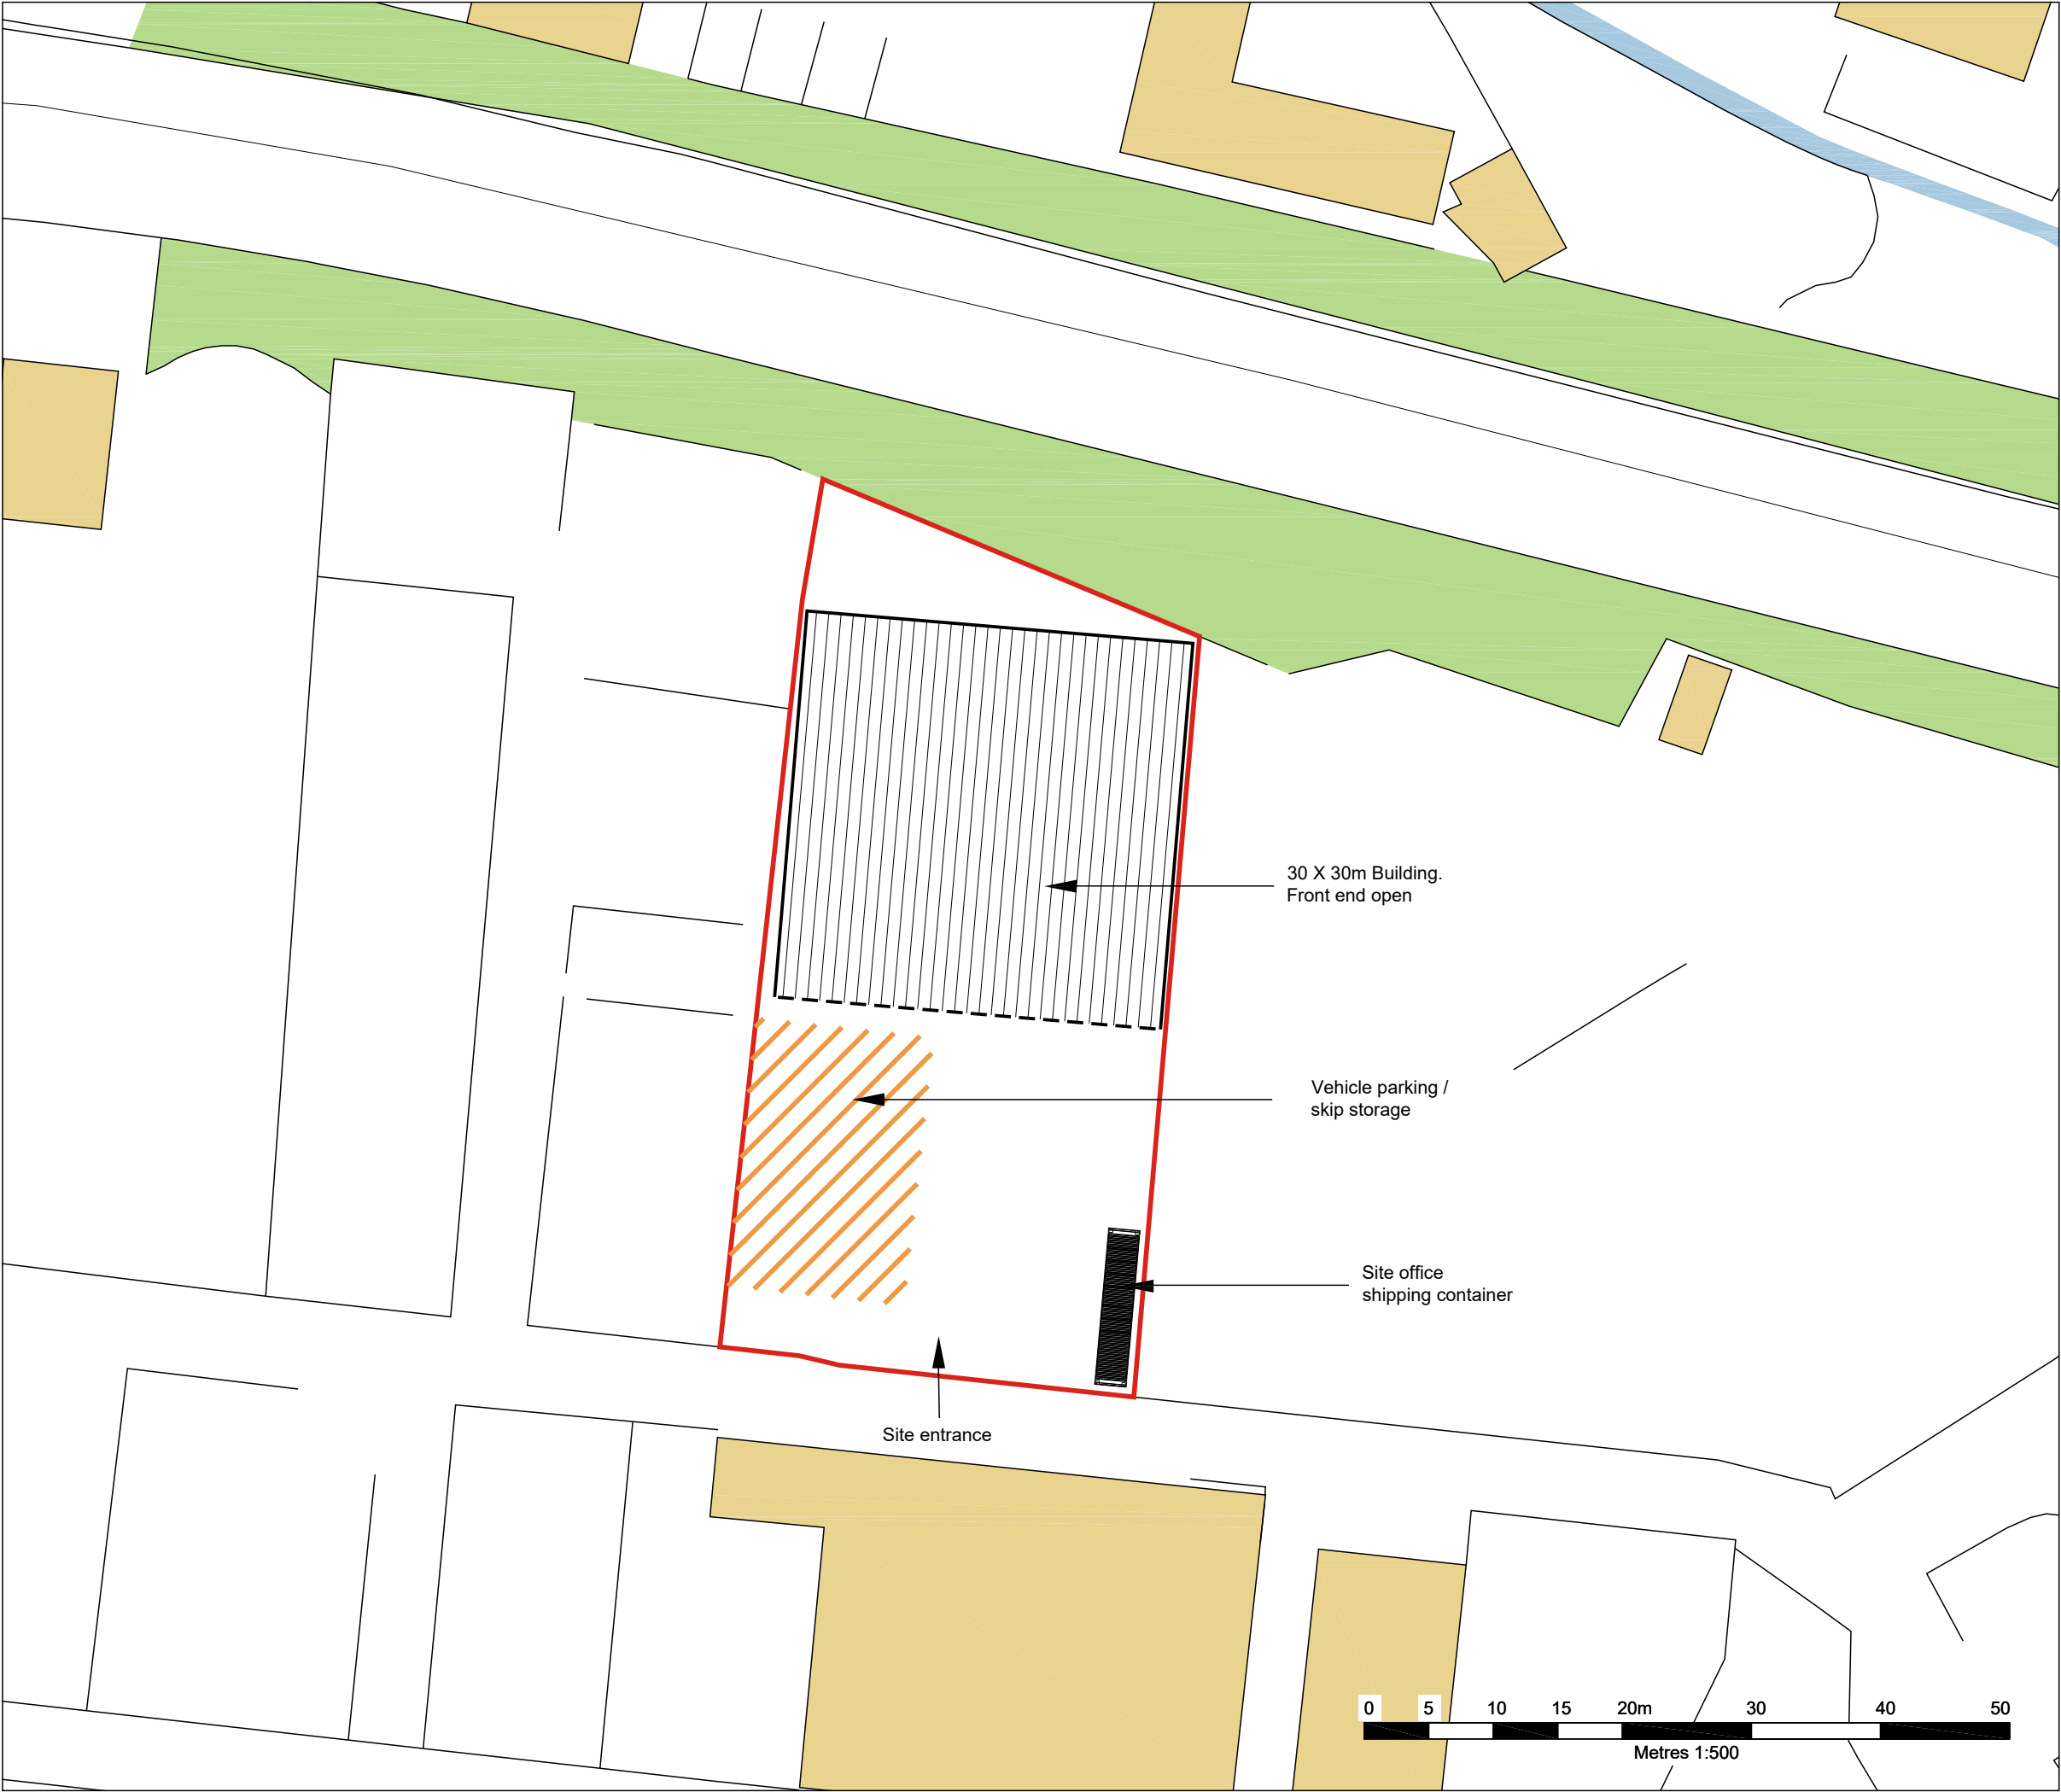 30 X 30m Building.
Front end open
Vehicle parking /
skip storage
Site office
shipping container
Site entrance
0 5 10 15 20m 30 40 50
Metres 1:500